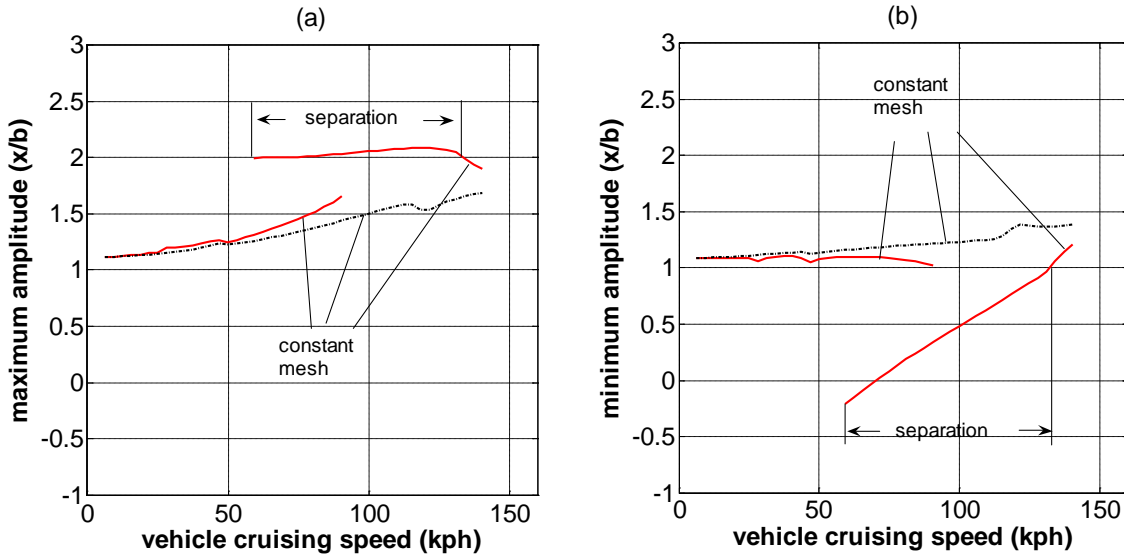 (a)
3
2.5
2
1.5
1
0.5
0
-0.5
-1
separation
constant
mesh
0
50
100
150
maximum amplitude (x/b)
vehicle cruising speed (kph)
(b)
3
2.5
2
1.5
1
0.5
0
-0.5
-1
constant
mesh
separation
0
50
100
150
minimum amplitude (x/b)
vehicle cruising speed (kph)